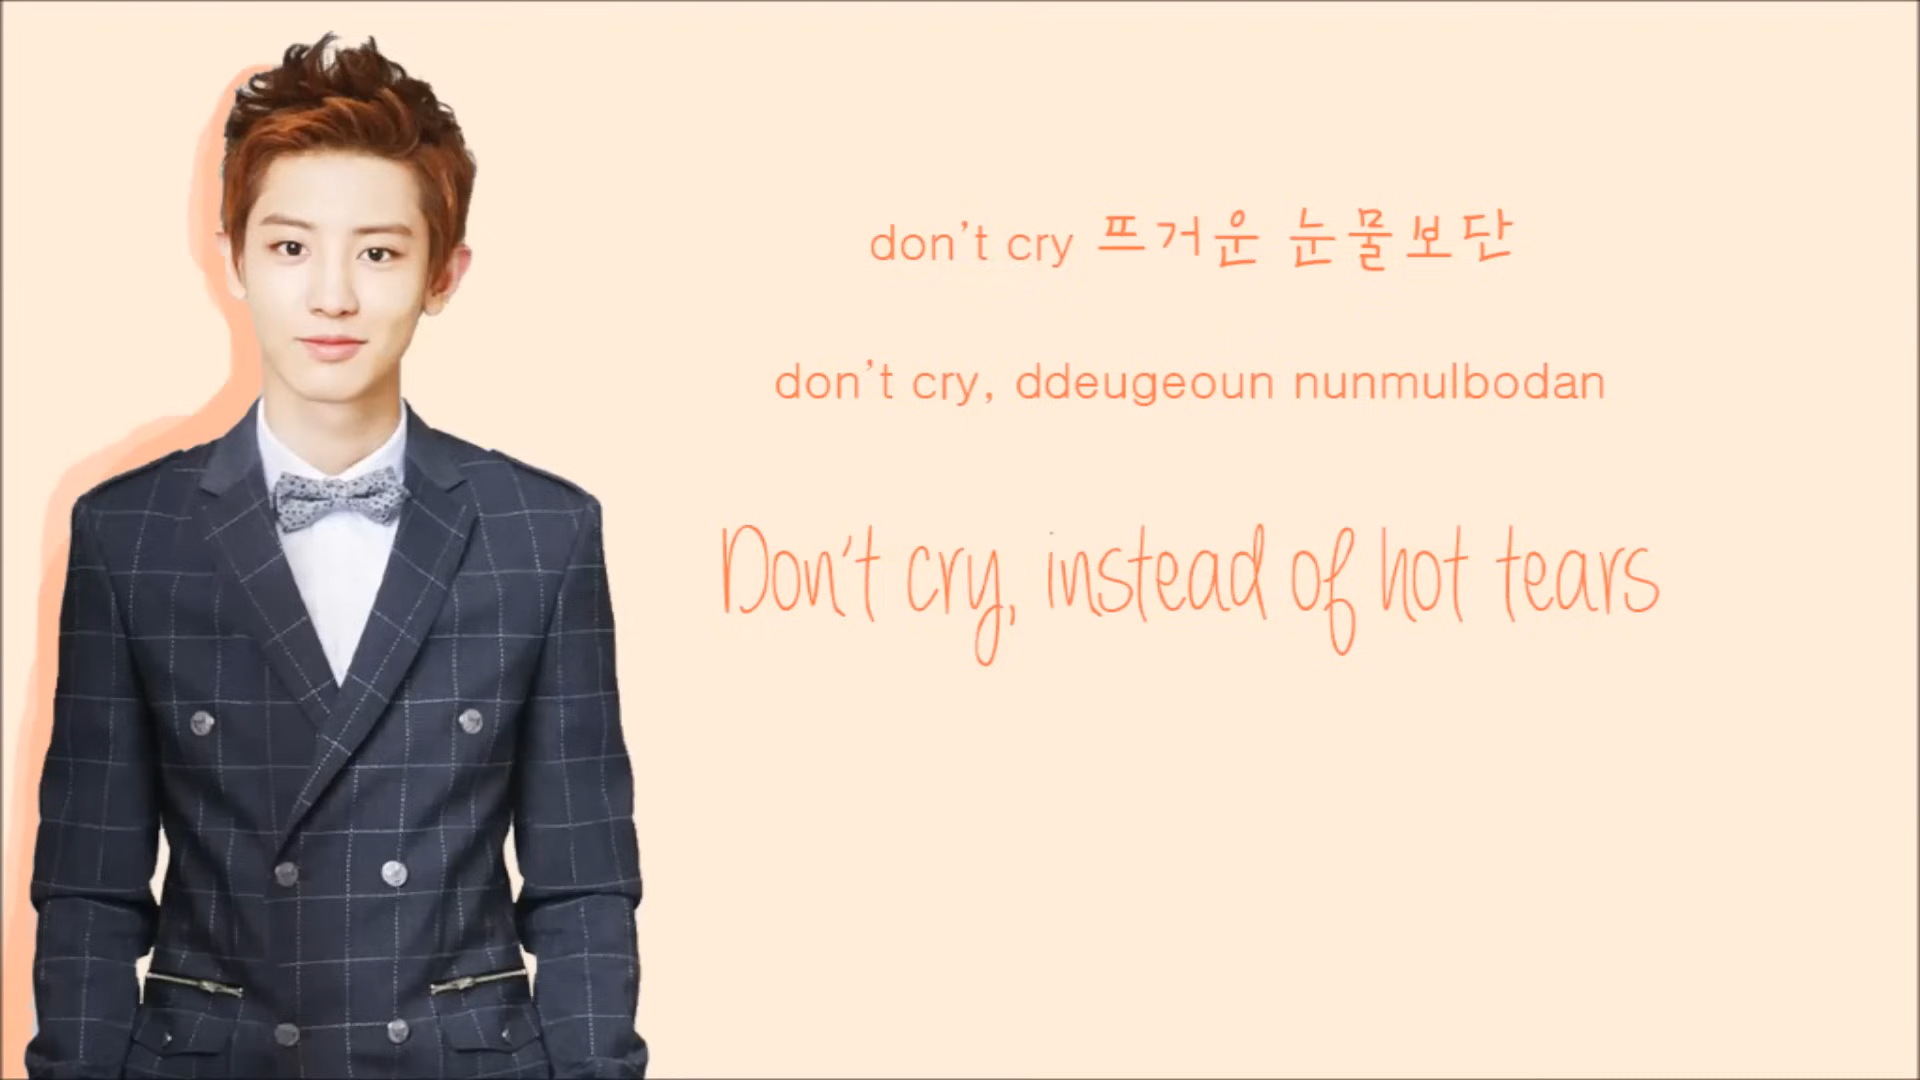 don't cry 뜨거운 눈물보단
don't cry, ddeugeoun nunmulbodan
Don't cry, instead of hot tears